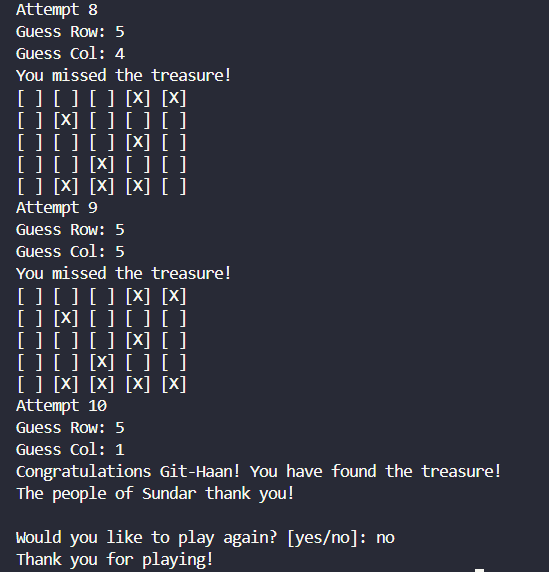 Attempt 8
Guess Row: 5
Guess Col: 4
You missed the treasure!
[ ] [ ] [ ] [X] [X]
[ ] [X] [ ] [ ] [ ]
[ ] [ ] [ ] [X] [ ]
[ ] [ ] [X] [ ] [ ]
[ ] [X] [X] [X] [ ]
Attempt 9
Guess Row: 5
Guess Col: 5
You missed the treasure!
[ ] [ ] [ ] [X] [X]
[ ] [X] [ ] [ ] [ ]
[ ] [ ] [ ] [X] [ ]
[ ] [ ] [X] [ ] [ ]
[ ] [X] [X] [X] [X]
Attempt 10
Guess Row: 5
Guess Col: 1
Congratulations Git-Haan! You have found the treasure!
The people of Sundar thank you!
Would you like to play again? [yes/no]: no
Thank you for playing!